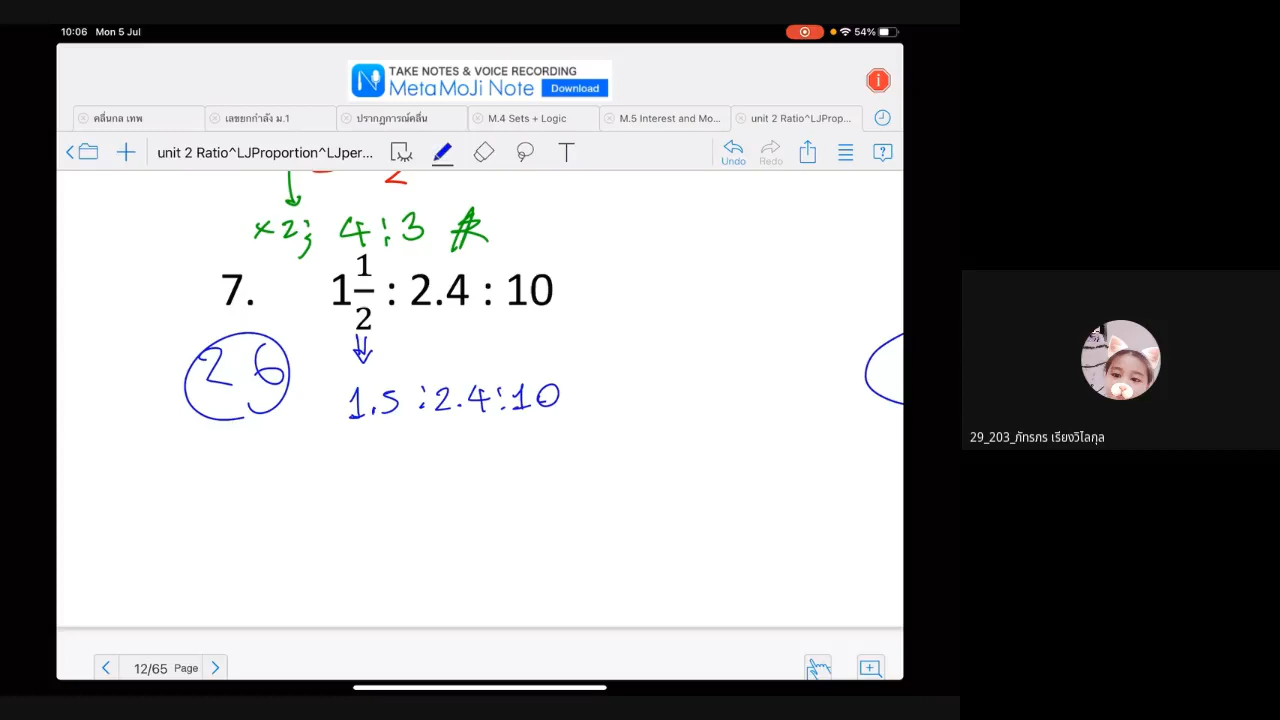 10:06 Mon 5 Jul
54%
TAKE NOTES & VOICE RECORDING
MetaMoJi Note Download
คลื่นกล เทพ
เลขยกกำลัง ม.1
ปรากฏการณ์คลื่น
M.4 Sets + Logic
M.5 Interest and Mo...
unit 2 Ratio^LJProp...
unit 2 Ratio^LJProportion^LJper...
T
Undo
Redo
2
×2; 4:3
7. 1 1/2 : 2.4 : 10
26
1.5 : 2.4 : 10
29_203_ภัทรภร เรียงวิไลกุล
12/65 Page